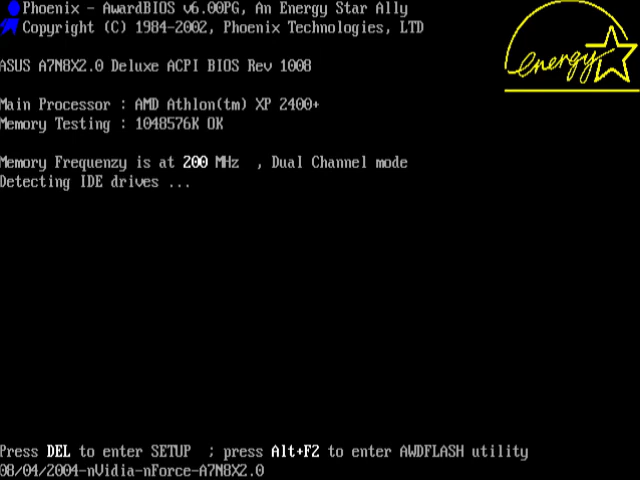 Phoenix - AwardBIOS v6.00PG, An Energy Star Ally
Copyright (C) 1984-2002, Phoenix Technologies, LTD
energy
ASUS A7N8X2.0 Deluxe ACPI BIOS Rev 1008
Main Processor : AMD Athlon(tm) XP 2400+
Memory Testing : 1048576K OK
Memory Frequenzy is at 200 MHz  , Dual Channel mode
Detecting IDE drives ...
Press DEL to enter SETUP  ; press Alt+F2 to enter AWDFLASH utility
08/04/2004-nVidia-nForce-A7N8X2.0